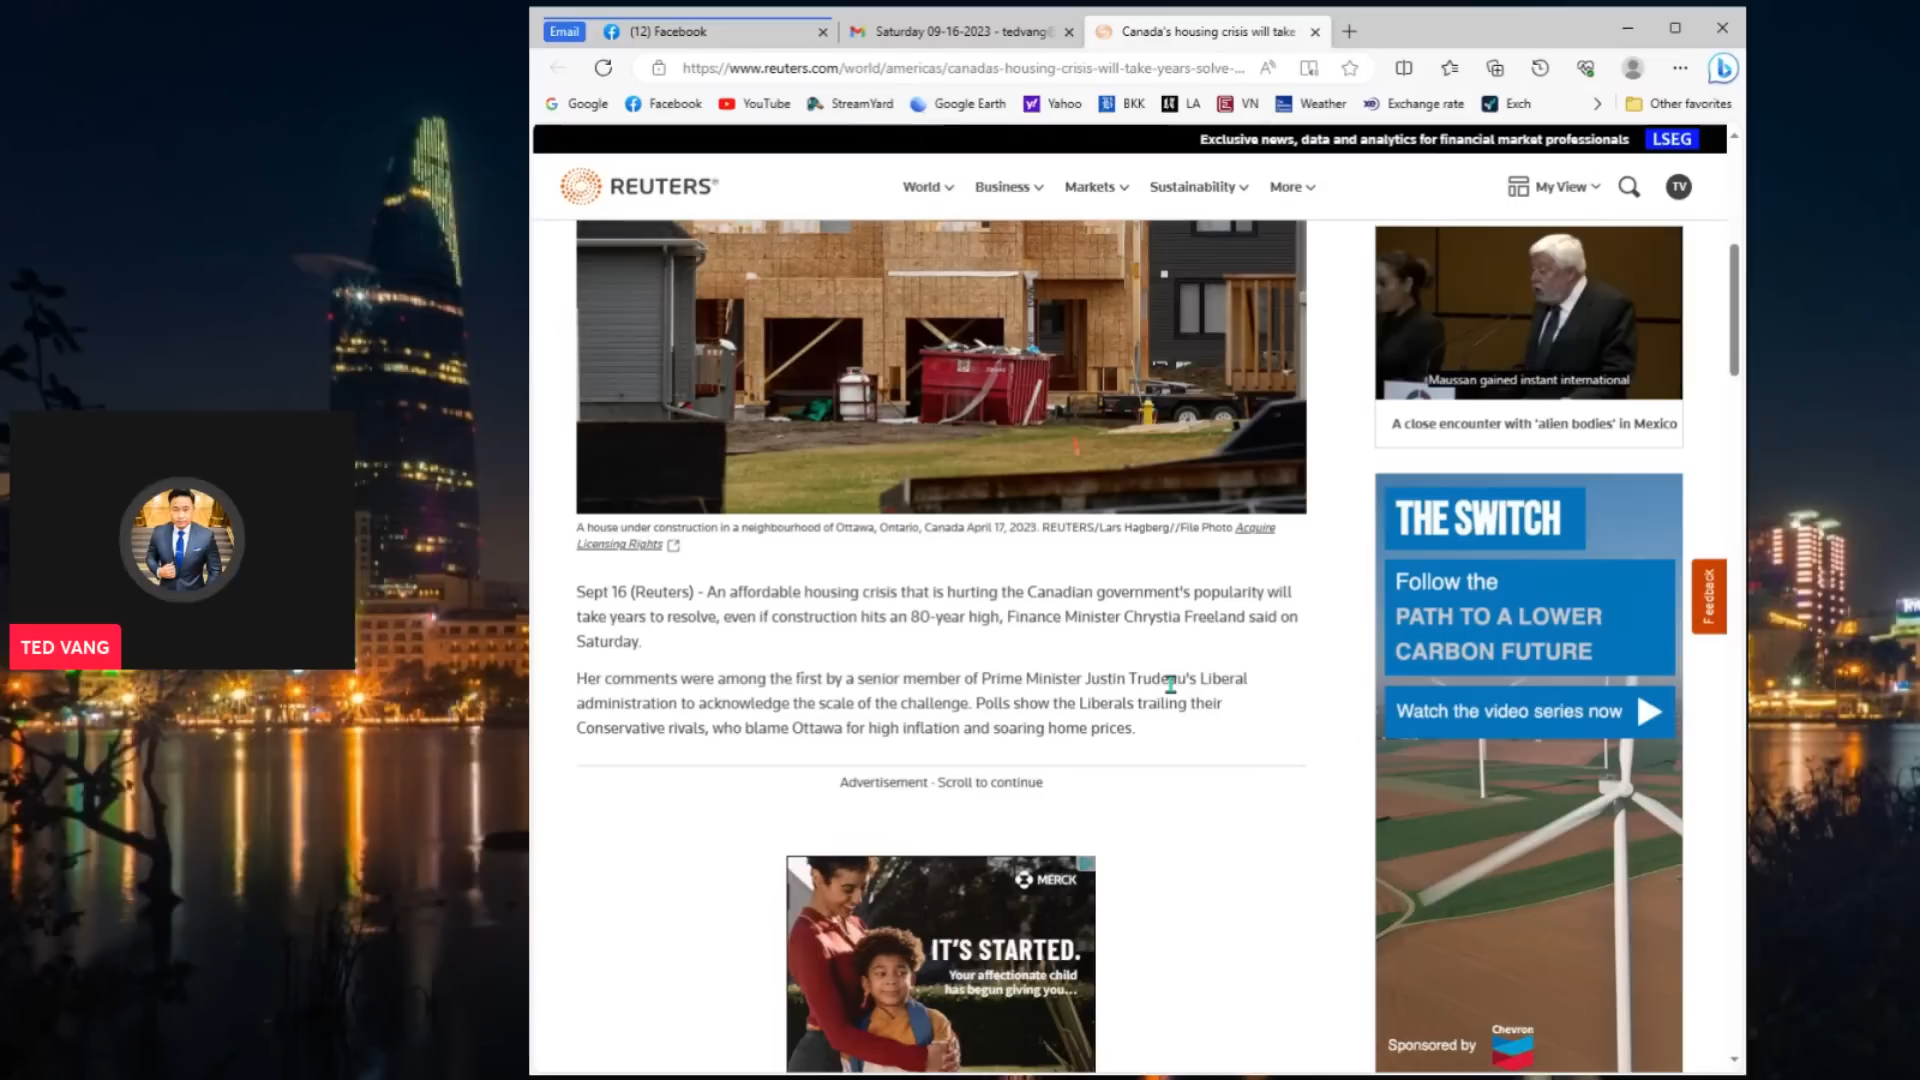 Email
(12) Facebook
Saturday 09-16-2023 - tedvang@
Canada's housing crisis will take
https://www.reuters.com/world/americas/canadas-housing-crisis-will-take-years-solve-...
Google
Facebook
YouTube
StreamYard
Google Earth
Yahoo
BKK
LA
VN
Weather
Exchange rate
Exch
Other favorites
Exclusive news, data and analytics for financial market professionals
LSEG
REUTERS®
World
Business
Markets
Sustainability
More
My View
TV
Maussan gained instant international
A close encounter with 'alien bodies' in Mexico
A house under construction in a neighbourhood of Ottawa, Ontario, Canada April 17, 2023. REUTERS/Lars Hagberg//File Photo Acquire
Licensing Rights
Sept 16 (Reuters) - An affordable housing crisis that is hurting the Canadian government's popularity will
take years to resolve, even if construction hits an 80-year high, Finance Minister Chrystia Freeland said on
Saturday.
Her comments were among the first by a senior member of Prime Minister Justin Trudeau's Liberal
administration to acknowledge the scale of the challenge. Polls show the Liberals trailing their
Conservative rivals, who blame Ottawa for high inflation and soaring home prices.
Advertisement · Scroll to continue
MERCK
IT'S STARTED.
Your affectionate child
has begun giving you...
THE SWITCH
Follow the
PATH TO A LOWER
CARBON FUTURE
Watch the video series now
Chevron
Sponsored by
Feedback
TED VANG